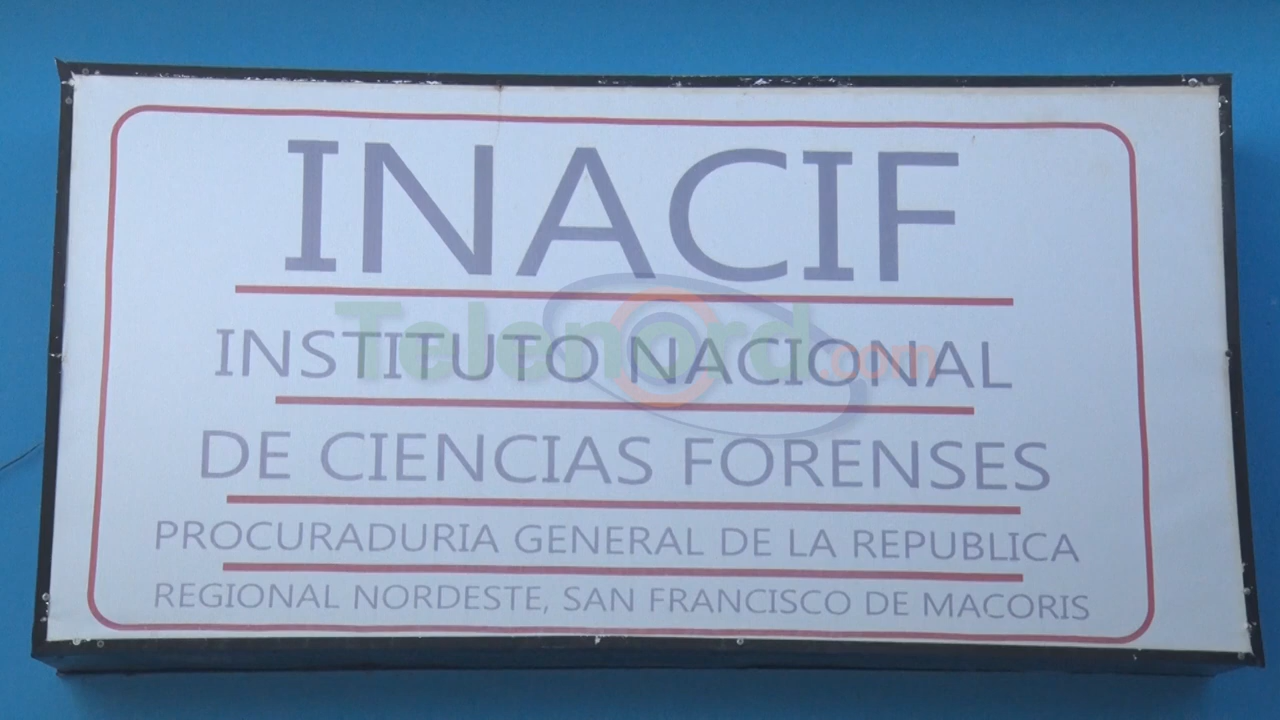 INACIF
Telenord.com
INSTITUTO NACIONAL
DE CIENCIAS FORENSES
PROCURADURIA GENERAL DE LA REPUBLICA
REGIONAL NORDESTE, SAN FRANCISCO DE MACORIS